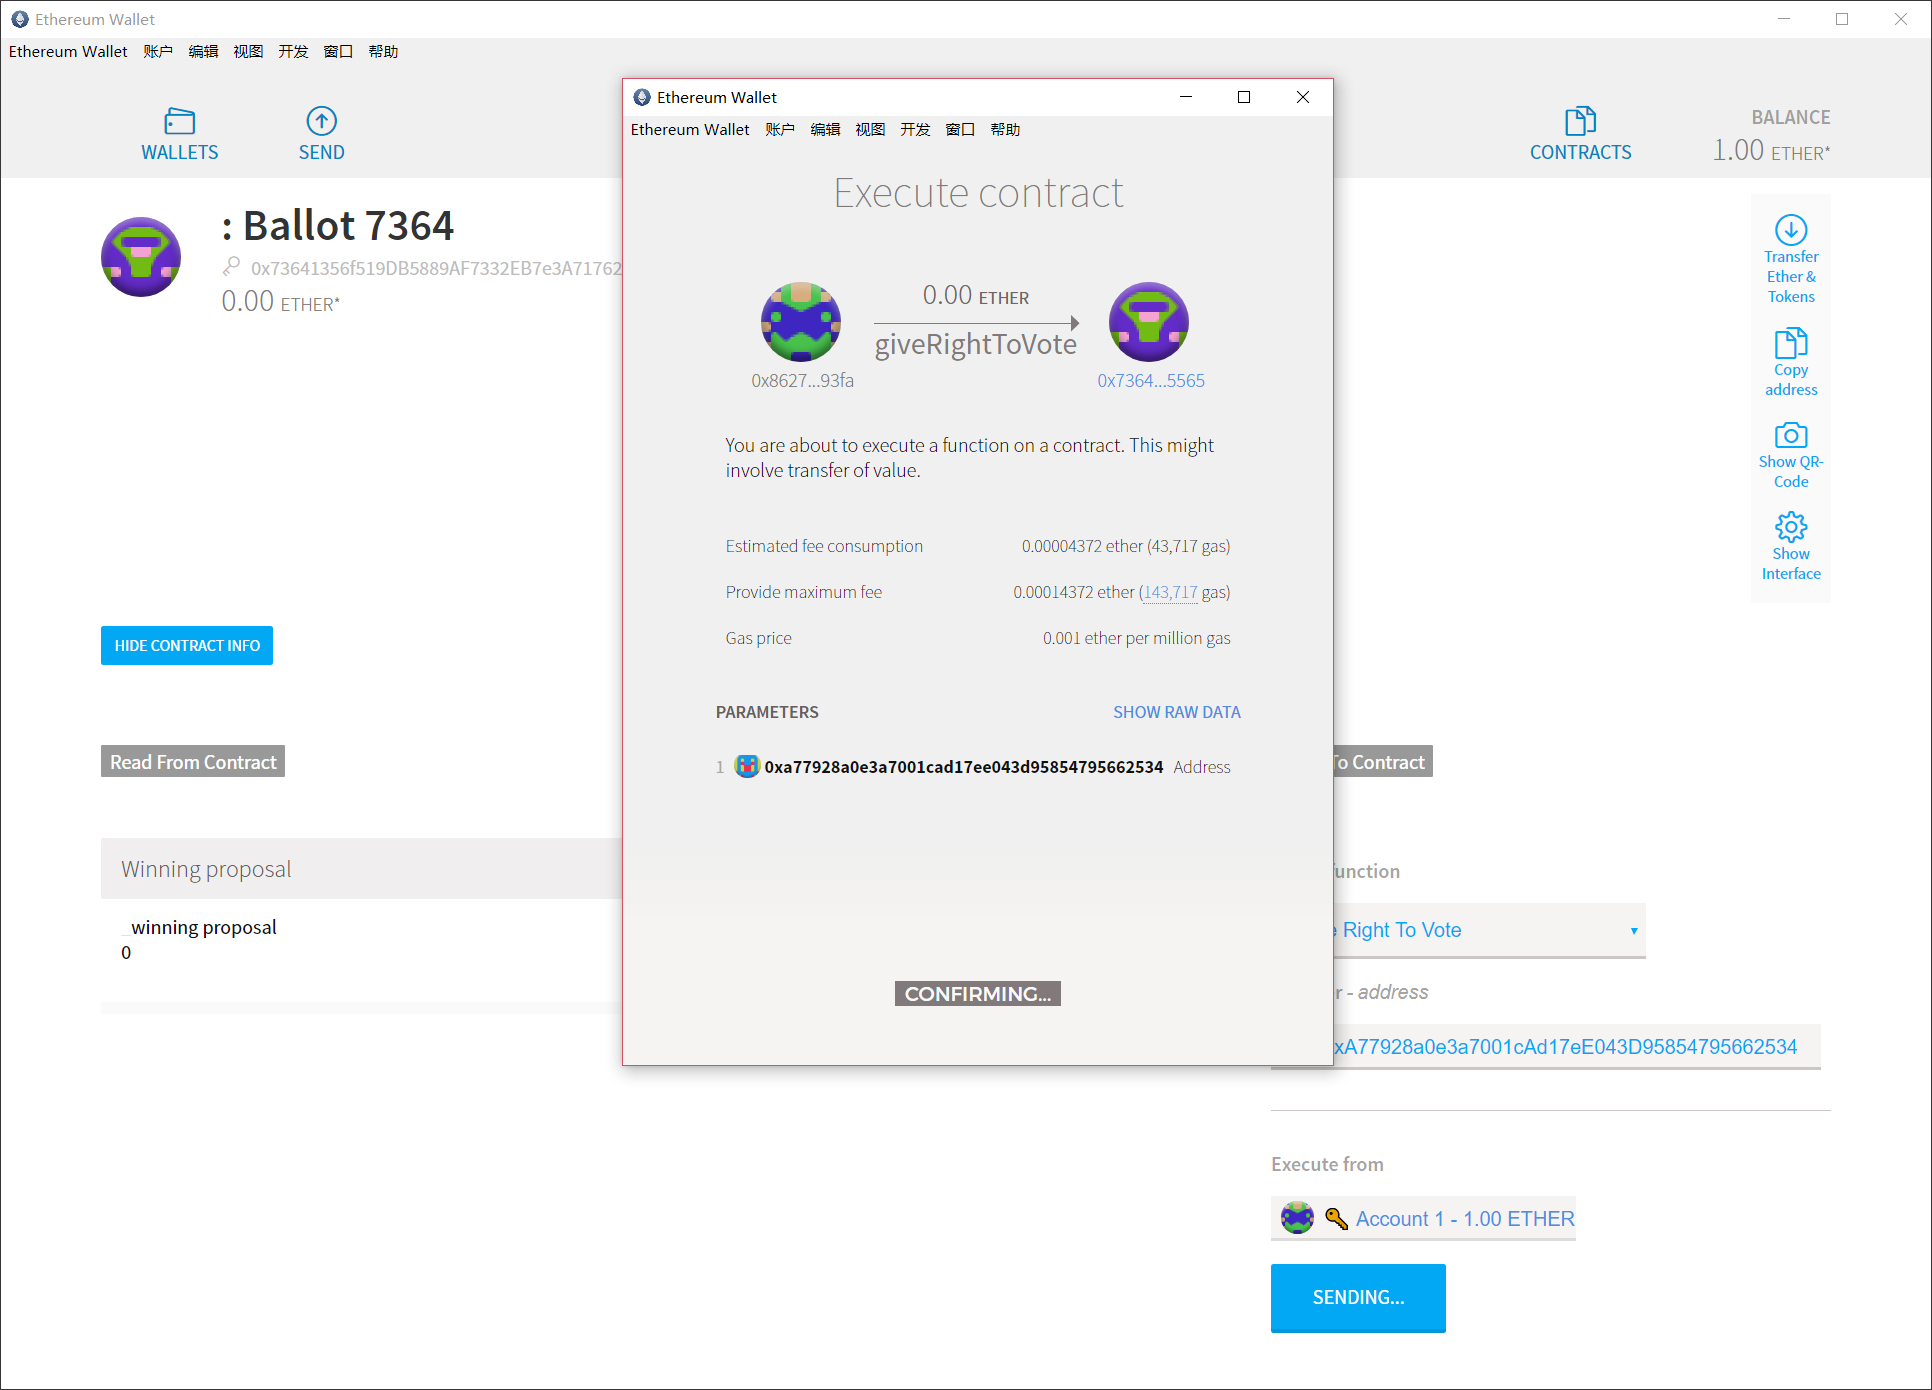 Ethereum Wallet
Ethereum Wallet 账户 编辑 视图 开发 窗口 帮助
WALLETS
SEND
CONTRACTS
BALANCE
1.00 ETHER*
: Ballot 7364
0x73641356f519DB5889AF7332EB7e3A71762
0.00 ETHER*
HIDE CONTRACT INFO
Read From Contract
Winning proposal
_winning proposal
0
Ethereum Wallet
Ethereum Wallet 账户 编辑 视图 开发 窗口 帮助
Execute contract
0.00 ETHER
giveRightToVote
0x8627...93fa
0x7364...5565
You are about to execute a function on a contract. This might
involve transfer of value.
Estimated fee consumption 0.00004372 ether (43,717 gas)
Provide maximum fee 0.00014372 ether (143,717 gas)
Gas price 0.001 ether per million gas
PARAMETERS SHOW RAW DATA
1 0xa77928a0e3a7001cad17ee043d95854795662534 Address
CONFIRMING...
Transfer
Ether &
Tokens
Copy
address
Show QR-
Code
Show
Interface
To Contract
function
Right To Vote
r - address
xA77928a0e3a7001cAd17eE043D95854795662534
Execute from
Account 1 - 1.00 ETHER
SENDING...